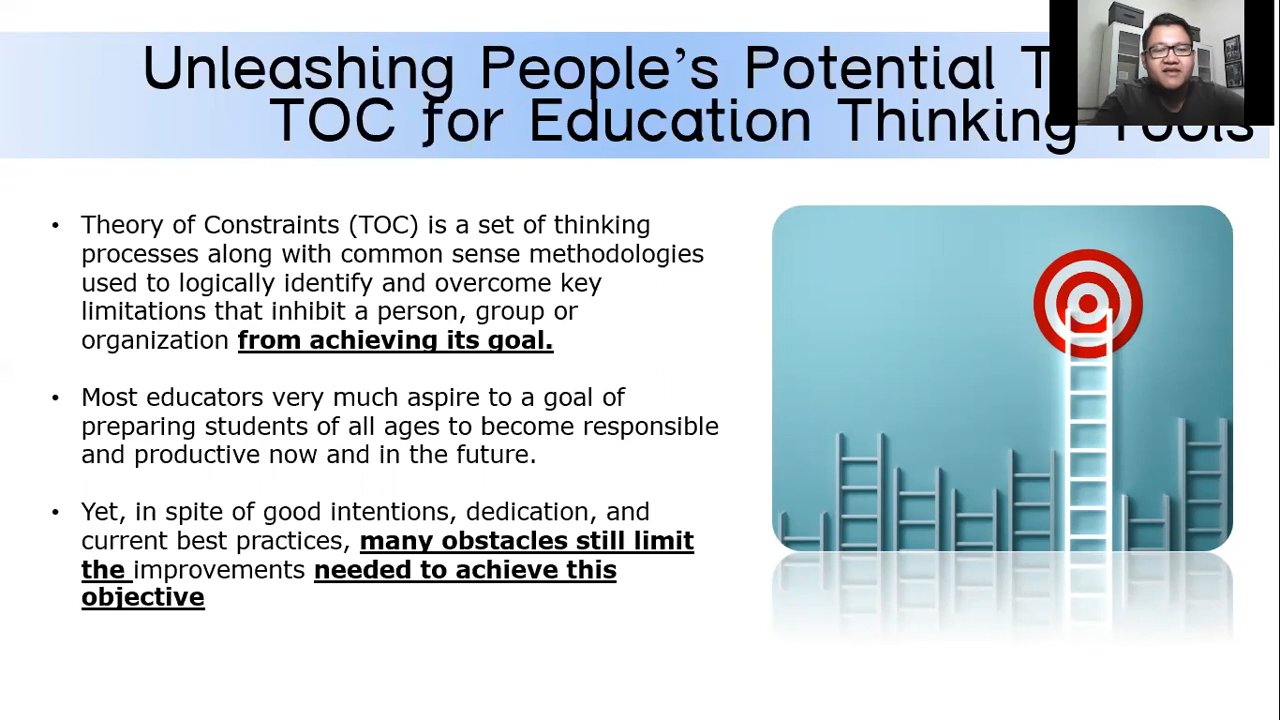 Unleashing People’s Potential
TOC for Education Thinking Tools
• Theory of Constraints (TOC) is a set of thinking
processes along with common sense methodologies
used to logically identify and overcome key
limitations that inhibit a person, group or
organization from achieving its goal.
• Most educators very much aspire to a goal of
preparing students of all ages to become responsible
and productive now and in the future.
• Yet, in spite of good intentions, dedication, and
current best practices, many obstacles still limit
the improvements needed to achieve this
objective